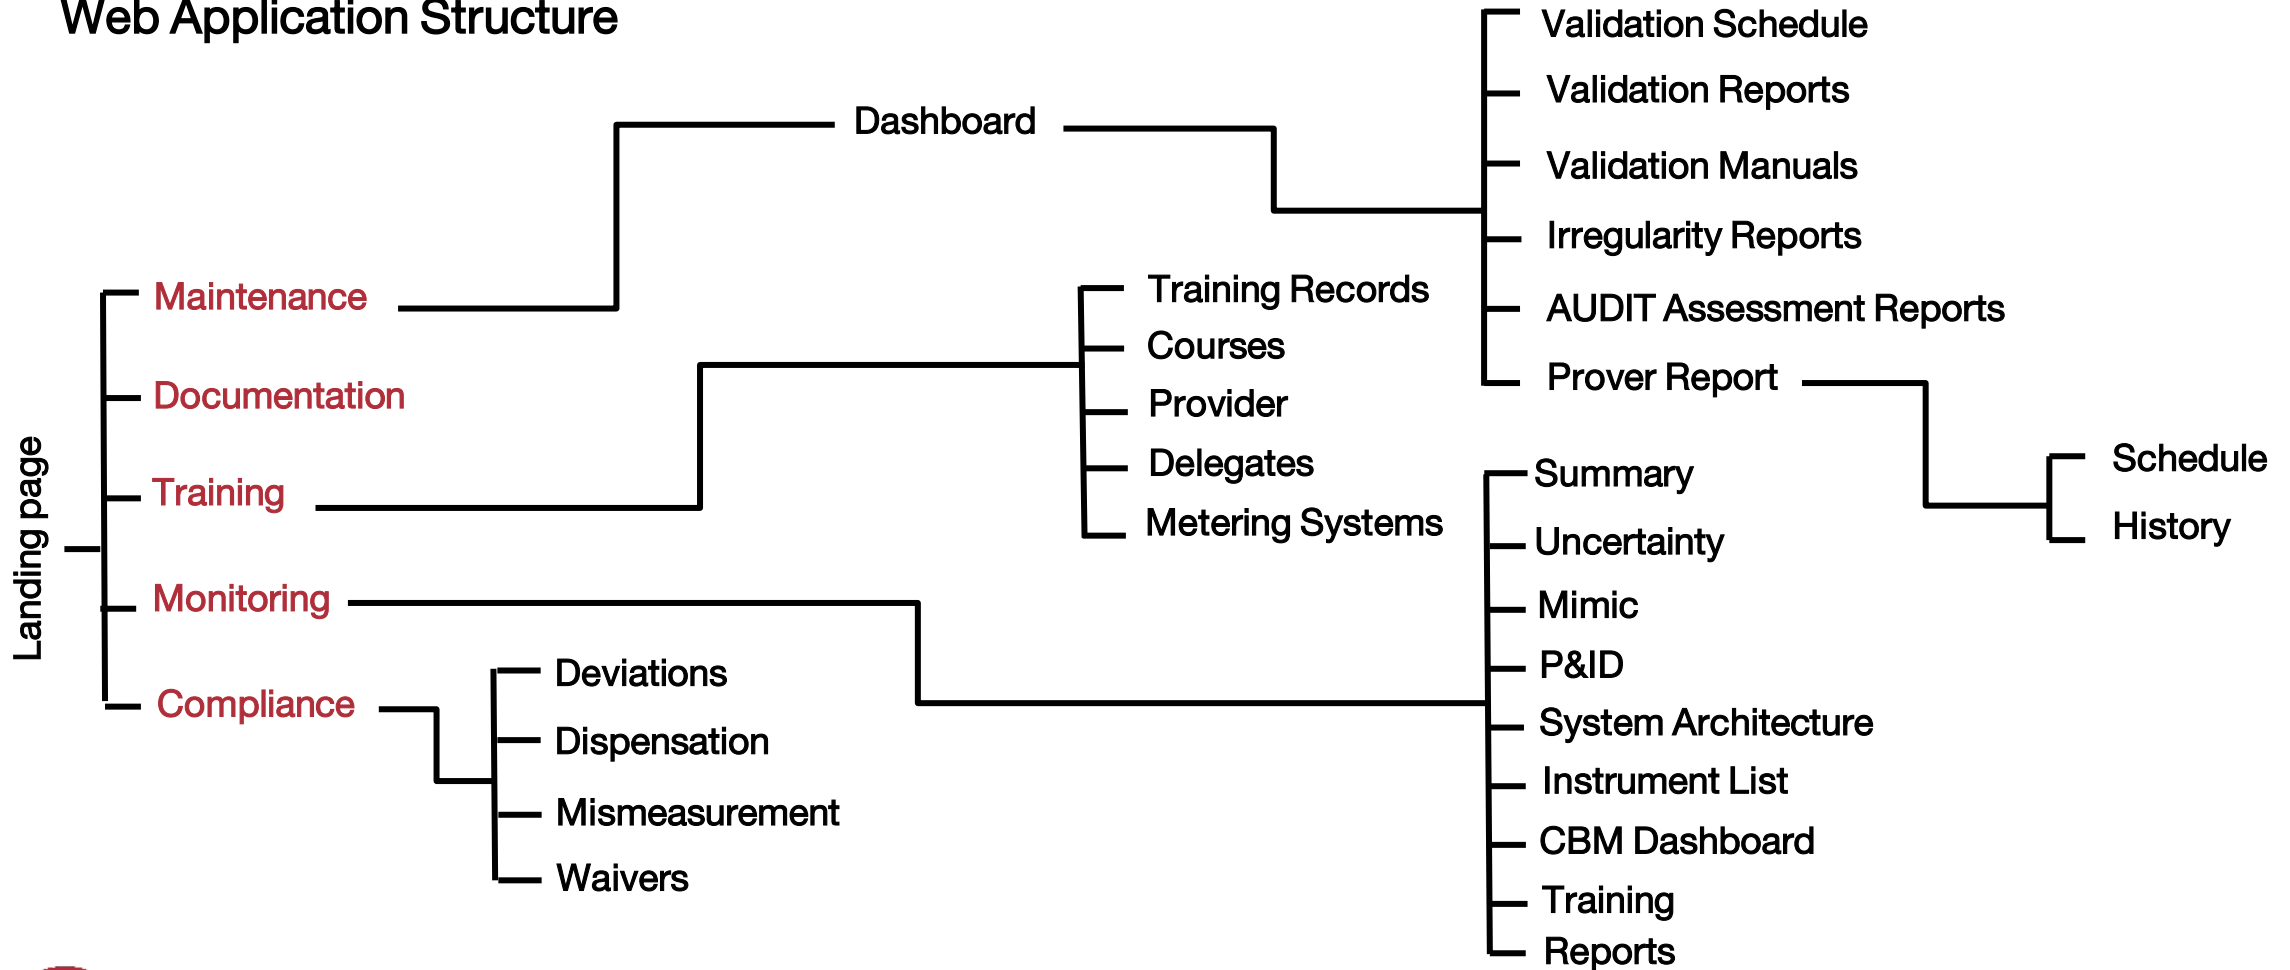 Web Application Structure
Landing page
Maintenance
Documentation
Training
Monitoring
Compliance
Dashboard
Validation Schedule
Validation Reports
Validation Manuals
Irregularity Reports
AUDIT Assessment Reports
Prover Report
Schedule
History
Training Records
Courses
Provider
Delegates
Metering Systems
Summary
Uncertainty
Mimic
P&ID
System Architecture
Instrument List
CBM Dashboard
Training
Reports
Deviations
Dispensation
Mismeasurement
Waivers